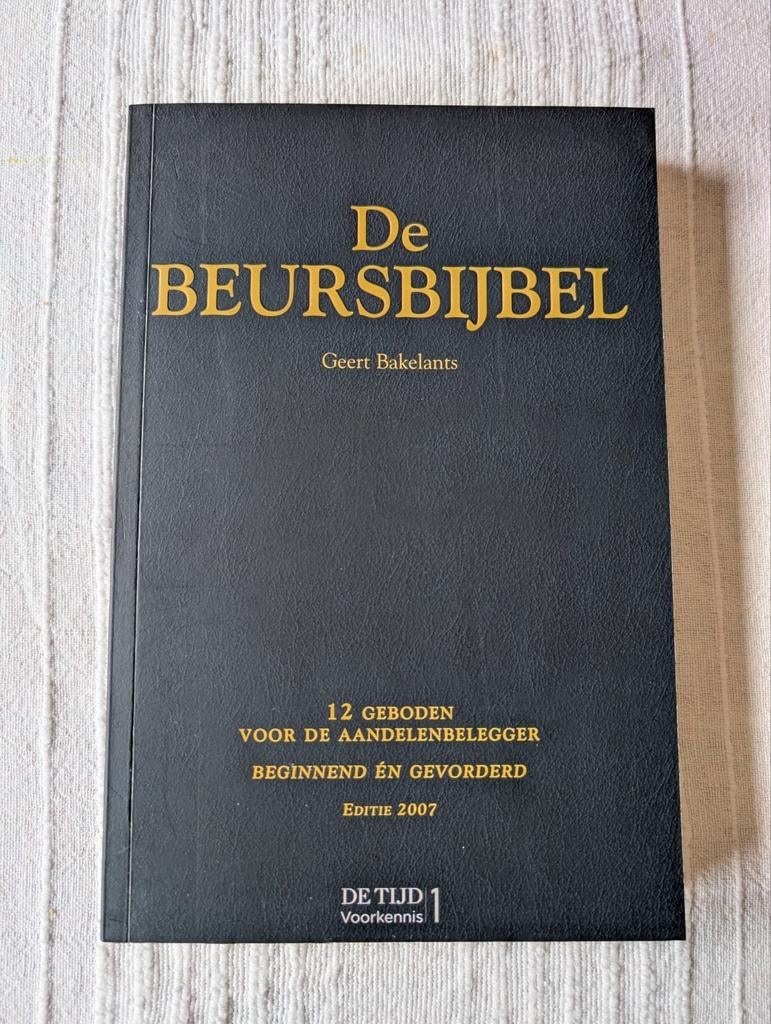 De
BEURSBIJBEL
Geert Bakelants
12 GEBODEN
VOOR DE AANDELENBELEGGER
BEGINNEND ÉN GEVORDERD
EDITIE 2007
DE TIJD
Voorkennis 1